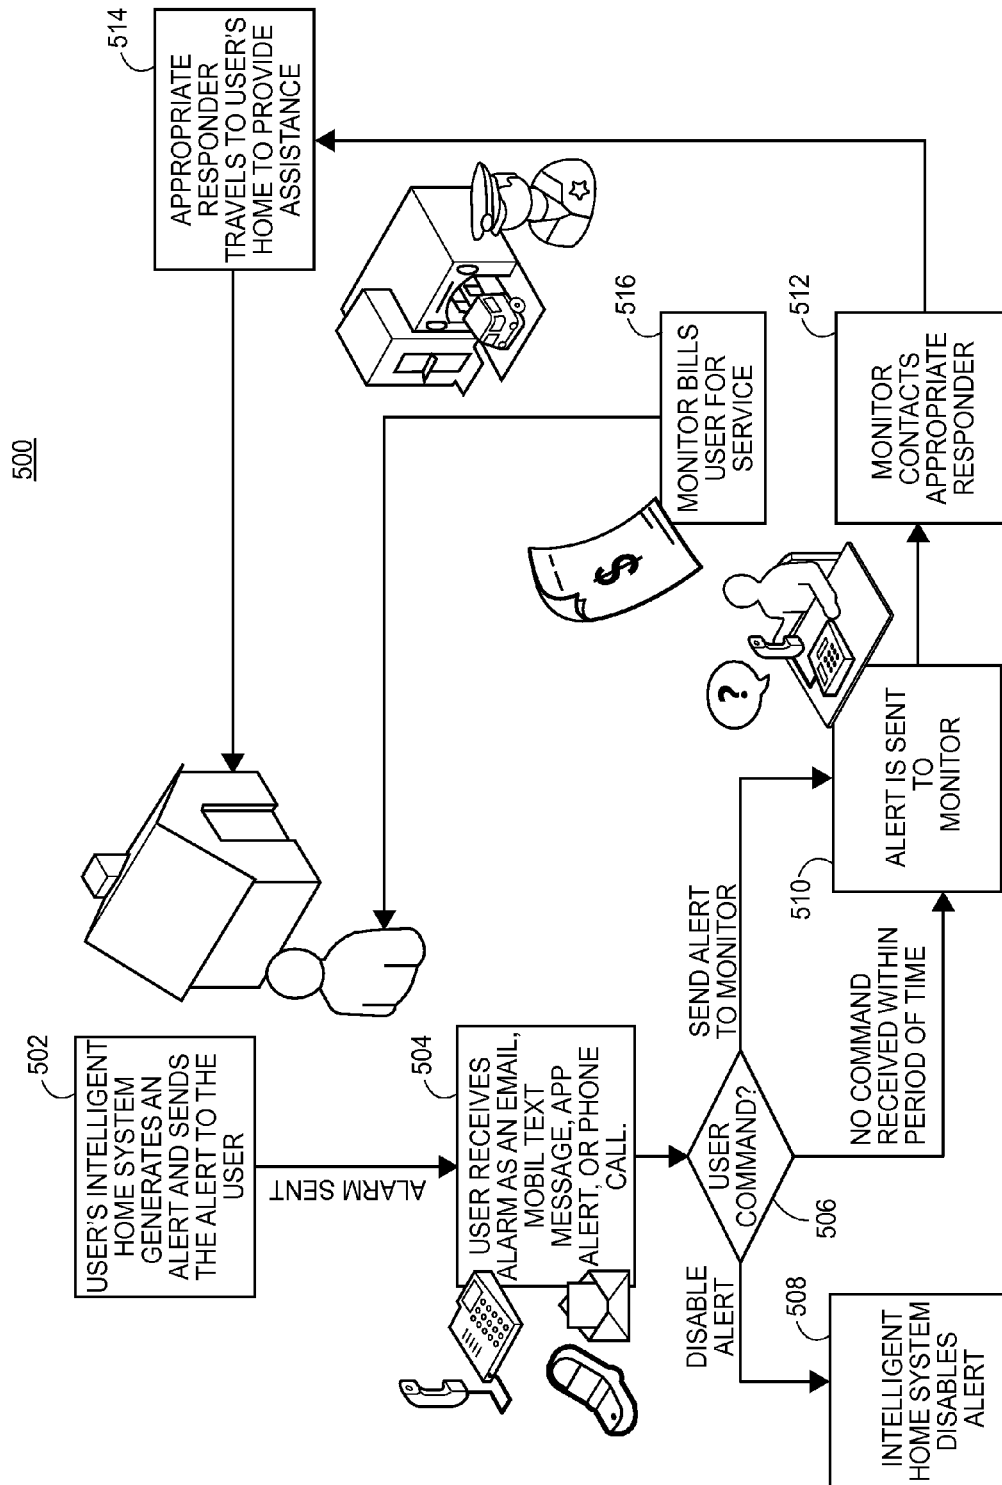 500
502
USER'S INTELLIGENT
HOME SYSTEM
GENERATES AN
ALERT AND SENDS
THE ALERT TO THE
USER
ALARM SENT
504
USER RECEIVES
ALARM AS AN EMAIL,
MOBIL TEXT
MESSAGE, APP
ALERT, OR PHONE
CALL.
USER
COMMAND?
506
DISABLE
ALERT
508
INTELLIGENT
HOME SYSTEM
DISABLES
ALERT
SEND ALERT
TO MONITOR
NO COMMAND
RECEIVED WITHIN
PERIOD OF TIME
510
ALERT IS SENT
TO
MONITOR
?
512
MONITOR
CONTACTS
APPROPRIATE
RESPONDER
514
APPROPRIATE
RESPONDER
TRAVELS TO USER'S
HOME TO PROVIDE
ASSISTANCE
516
MONITOR BILLS
USER FOR
SERVICE
$